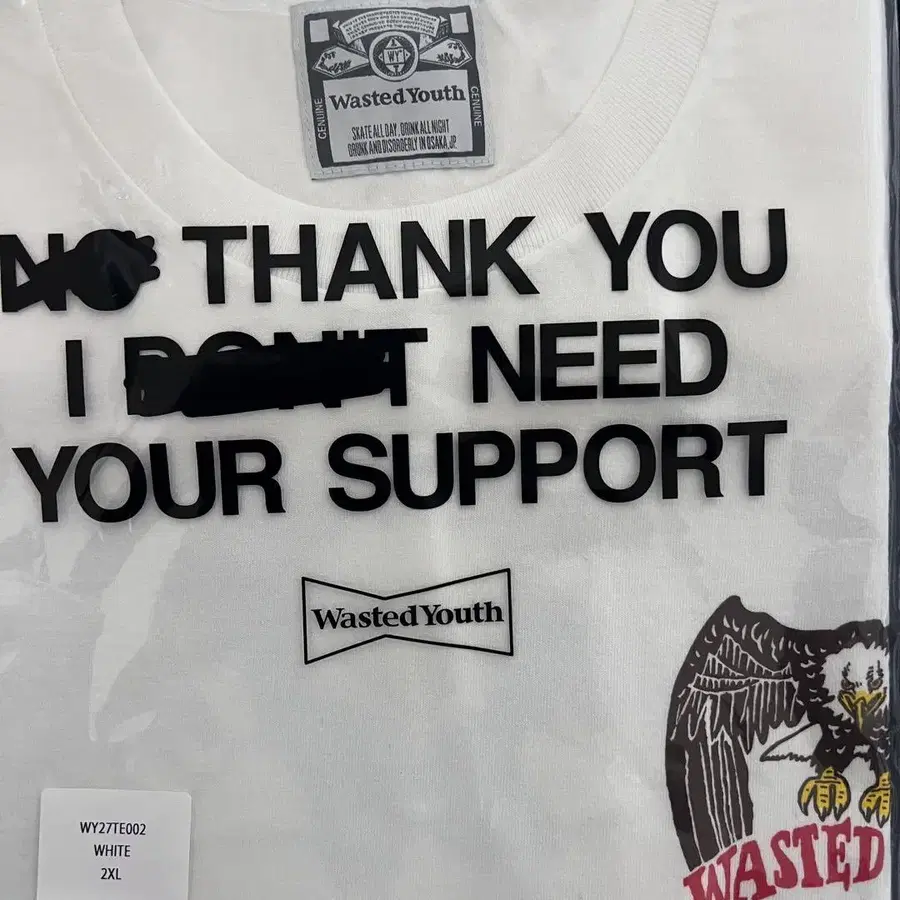 WY
GENUINE
Wasted Youth
GENUINE
SKATE ALL DAY. DRINK ALL NIGHT
DRUNK AND DISORDERLY IN OSAKA, JP.
NO THANK YOU
I DON'T NEED
YOUR SUPPORT
Wasted Youth
WASTED
WY27TE002
WHITE
2XL